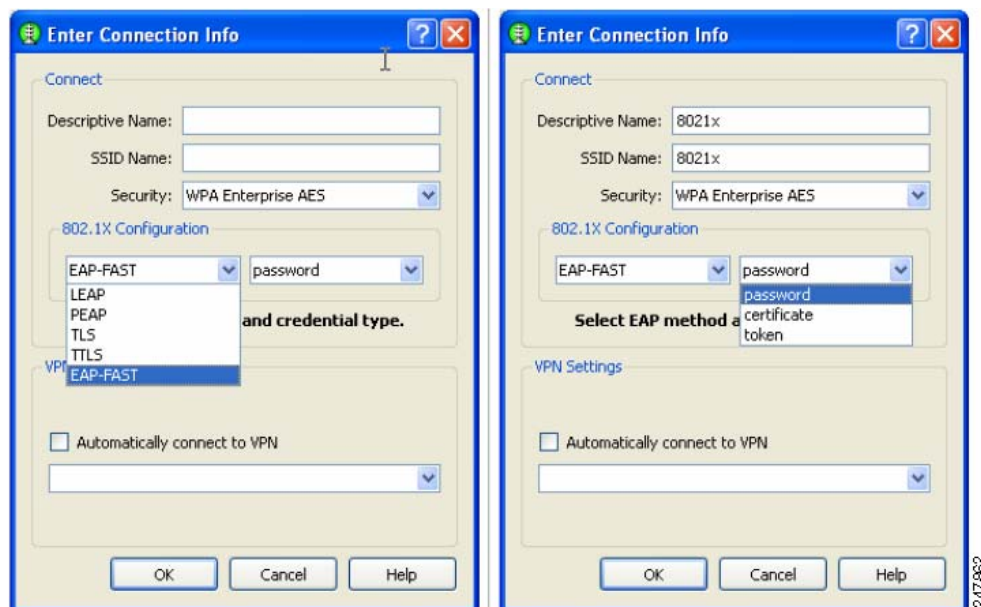 Enter Connection Info
Connect
Descriptive Name:
SSID Name:
Security: WPA Enterprise AES
802.1X Configuration
EAP-FAST password
LEAP
PEAP
TLS
TTLS
EAP-FAST
and credential type.
VPN
Automatically connect to VPN
OK Cancel Help
Enter Connection Info
Connect
Descriptive Name: 8021x
SSID Name: 8021x
Security: WPA Enterprise AES
802.1X Configuration
EAP-FAST password
password
certificate
token
Select EAP method a
VPN Settings
Automatically connect to VPN
OK Cancel Help
247962